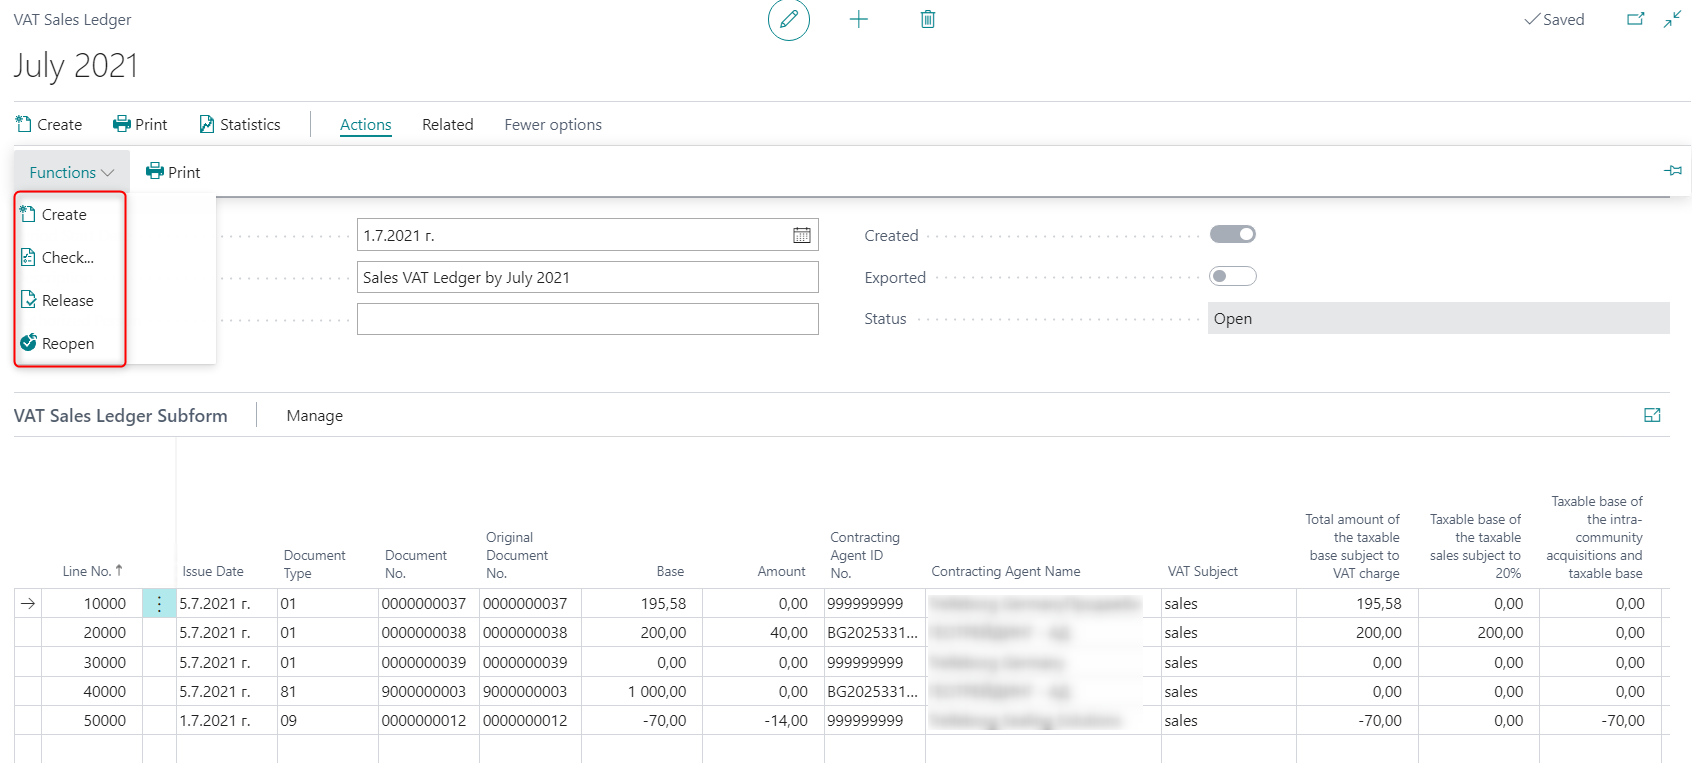 VAT Sales Ledger
Saved
July 2021
Create Print Statistics Actions Related Fewer options
Functions Print
Create
Check...
Release
Reopen
1.7.2021 г.
Sales VAT Ledger by July 2021
Created
Exported
Status Open
VAT Sales Ledger Subform Manage
Line No. ↑ Issue Date Document Type Document No. Original Document No. Base Amount Contracting Agent ID No. Contracting Agent Name VAT Subject Total amount of the taxable base subject to VAT charge Taxable base of the taxable sales subject to 20% Taxable base of the intra-community acquisitions and taxable base
10000 5.7.2021 г. 01 0000000037 0000000037 195,58 0,00 999999999 sales 195,58 0,00 0,00
20000 5.7.2021 г. 01 0000000038 0000000038 200,00 40,00 BG2025331... sales 200,00 200,00 0,00
30000 5.7.2021 г. 01 0000000039 0000000039 0,00 0,00 999999999 sales 0,00 0,00 0,00
40000 5.7.2021 г. 81 9000000003 9000000003 1 000,00 0,00 BG2025331... sales 0,00 0,00 0,00
50000 1.7.2021 г. 09 0000000012 0000000012 -70,00 -14,00 999999999 sales -70,00 0,00 -70,00